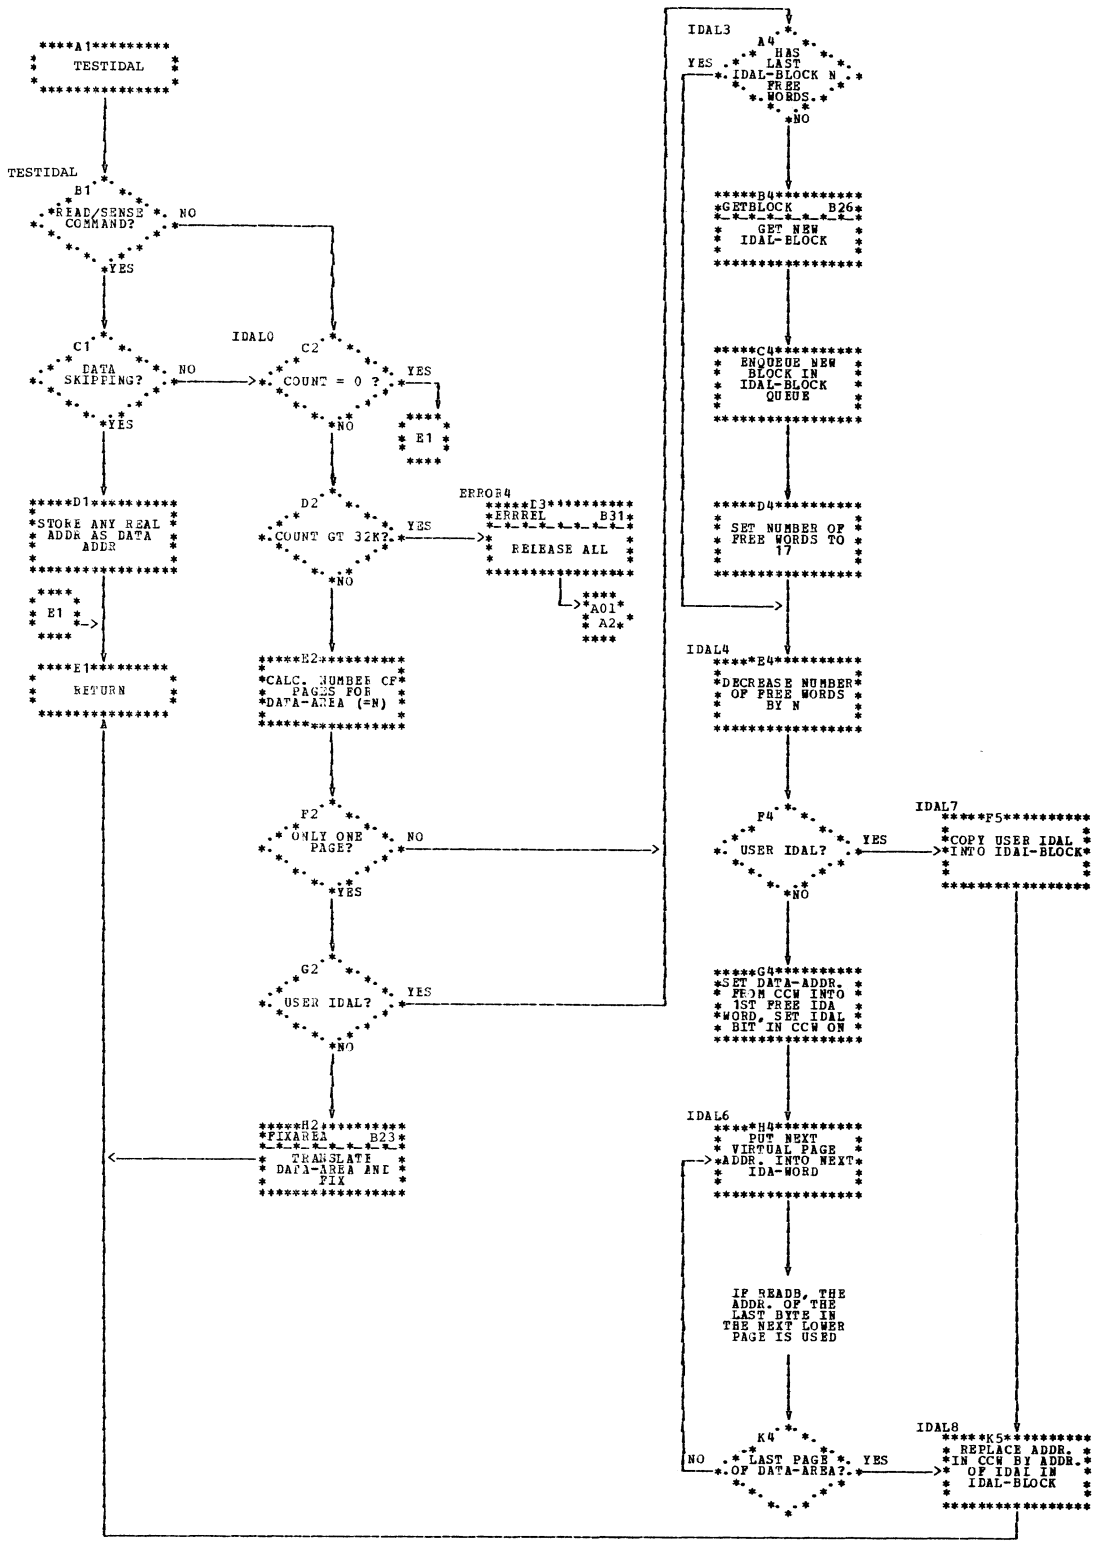 A1
TESTIDAL
TESTIDAL
B1
READ/SENSE
COMMAND?
NO
YES
C1
DATA
SKIPPING?
NO
YES
D1
STORE ANY REAL
ADDR AS DATA
ADDR
E1
E1
RETURN
IDAL0
C2
COUNT = 0 ?
YES
NO
E1
D2
COUNT GT 32K?
YES
NO
ERROR4
D3
ERRREL B31
RELEASE ALL
A01
A2
E2
CALC. NUMBER OF
PAGES FOR
DATA-AREA (=N)
F2
ONLY ONE
PAGE?
NO
YES
G2
USER IDAL?
YES
NO
H2
FIXAREA B23
TRANSLATE
DATA-AREA AND
FIX
IDAL3
A4
HAS
LAST
IDAL-BLOCK N
FREE
WORDS.
YES
NO
B4
GETBLOCK B26
GET NEW
IDAL-BLOCK
C4
ENQUEUE NEW
BLOCK IN
IDAL-BLOCK
QUEUE
D4
SET NUMBER OF
FREE WORDS TO
17
IDAL4
E4
DECREASE NUMBER
OF FREE WORDS
BY N
F4
USER IDAL?
YES
NO
IDAL7
F5
COPY USER IDAL
INTO IDAL-BLOCK
G4
SET DATA-ADDR.
FROM CCW INTO
1ST FREE IDA
WORD, SET IDAL
BIT IN CCW ON
IDAL6
H4
PUT NEXT
VIRTUAL PAGE
ADDR. INTO NEXT
IDA-WORD
IF READB, THE
ADDR. OF THE
LAST BYTE IN
THE NEXT LOWER
PAGE IS USED
K4
LAST PAGE
OF DATA-AREA?
NO
YES
IDAL8
K5
REPLACE ADDR.
IN CCW BY ADDR.
OF IDAL IN
IDAL-BLOCK